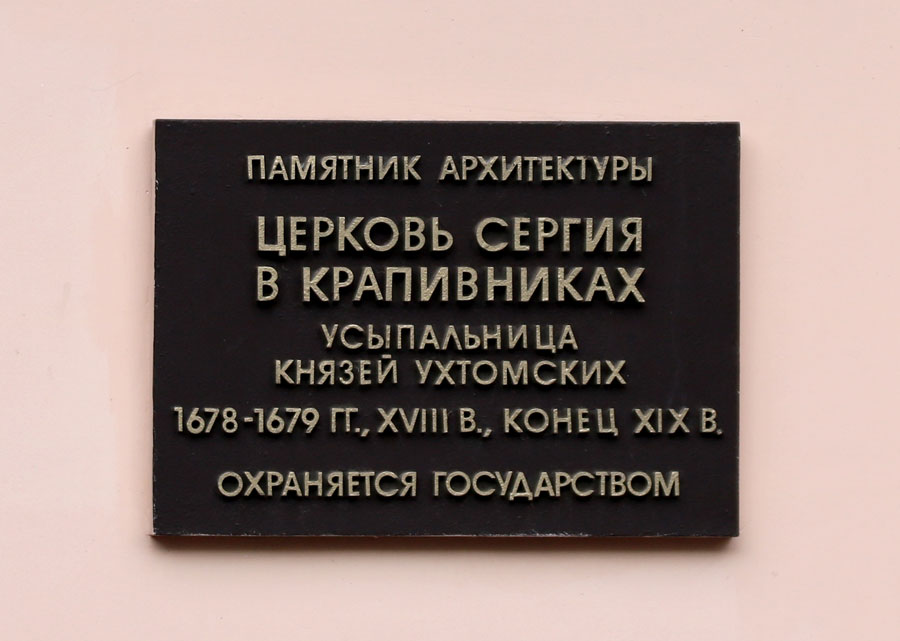 ПАМЯТНИК АРХИТЕКТУРЫ
ЦЕРКОВЬ СЕРГИЯ
В КРАПИВНИКАХ
УСЫПАЛЬНИЦА
КНЯЗЕЙ УХТОМСКИХ
1678-1679 ГГ., XVIII В., КОНЕЦ XIX В.
ОХРАНЯЕТСЯ ГОСУДАРСТВОМ